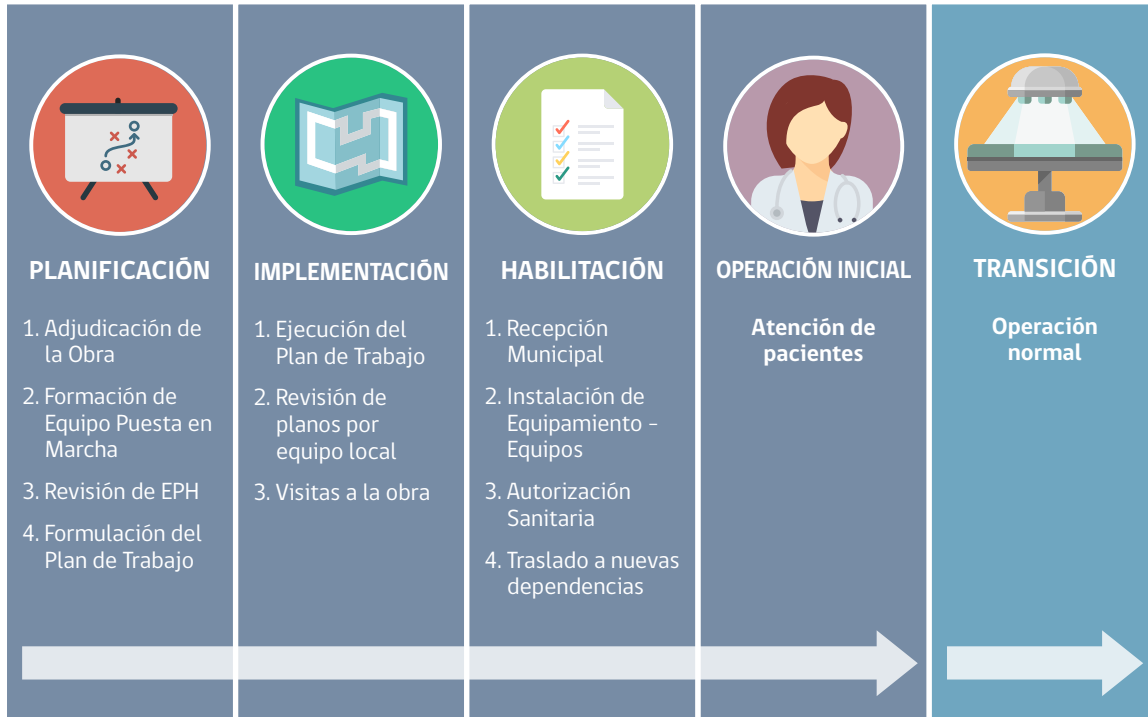 PLANIFICACIÓN
1. Adjudicación de
la Obra
2. Formación de
Equipo Puesta en
Marcha
3. Revisión de EPH
4. Formulación del
Plan de Trabajo
IMPLEMENTACIÓN
1. Ejecución del
Plan de Trabajo
2. Revisión de
planos por
equipo local
3. Visitas a la obra
HABILITACIÓN
1. Recepción
Municipal
2. Instalación de
Equipamiento –
Equipos
3. Autorización
Sanitaria
4. Traslado a nuevas
dependencias
OPERACIÓN INICIAL
Atención de
pacientes
TRANSICIÓN
Operación
normal